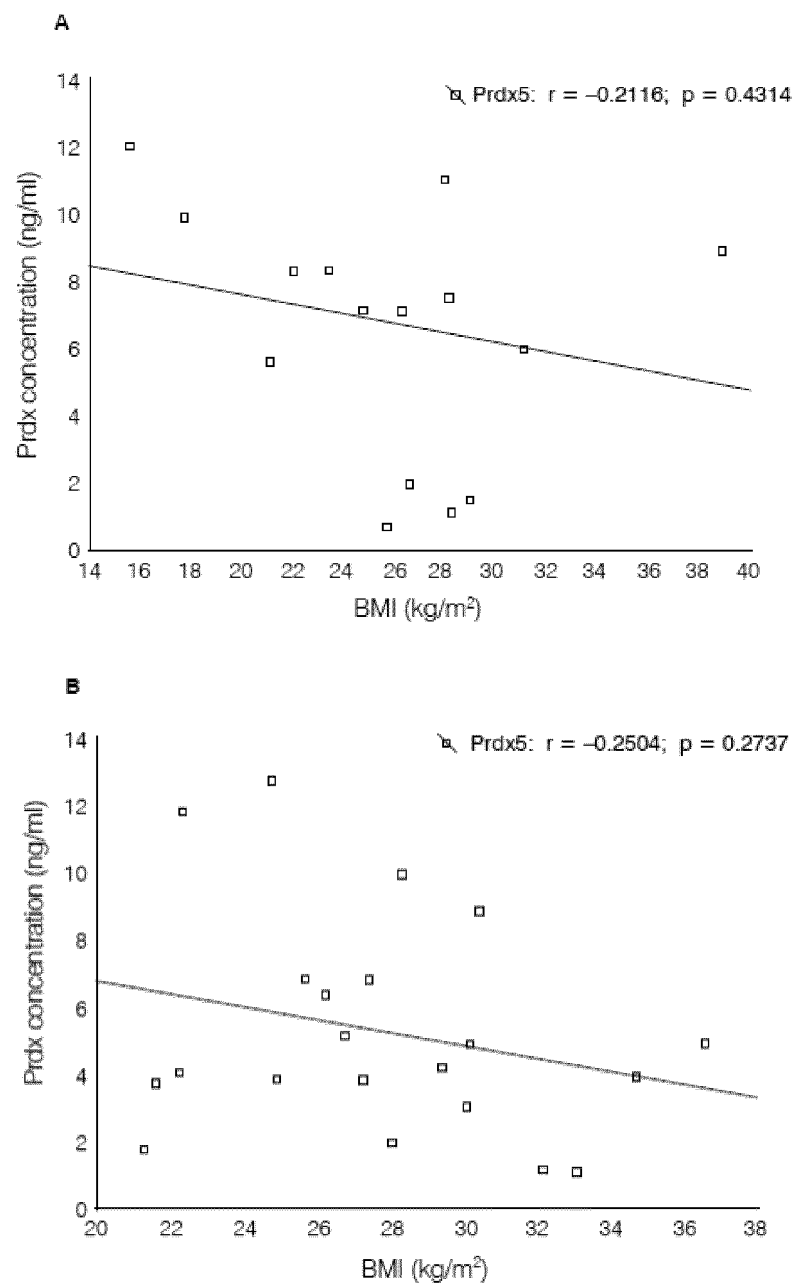 A
Prdx5: r = –0.2116; p = 0.4314
Prdx concentration (ng/ml)
14
12
10
8
6
4
2
0
14 16 18 20 22 24 26 28 30 32 34 36 38 40
BMI (kg/m²)
B
Prdx5: r = –0.2504; p = 0.2737
Prdx concentration (ng/ml)
14
12
10
8
6
4
2
0
20 22 24 26 28 30 32 34 36 38
BMI (kg/m²)